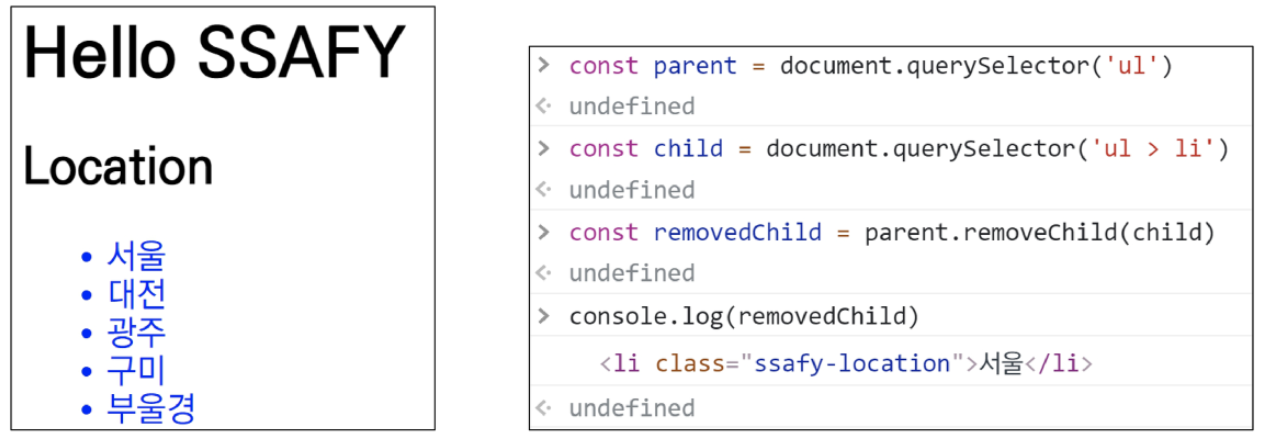 Hello SSAFY
Location
• 서울
• 대전
• 광주
• 구미
• 부울경
> const parent = document.querySelector('ul')
<· undefined
> const child = document.querySelector('ul > li')
<· undefined
> const removedChild = parent.removeChild(child)
<· undefined
> console.log(removedChild)
<li class="ssafy-location">서울</li>
<· undefined